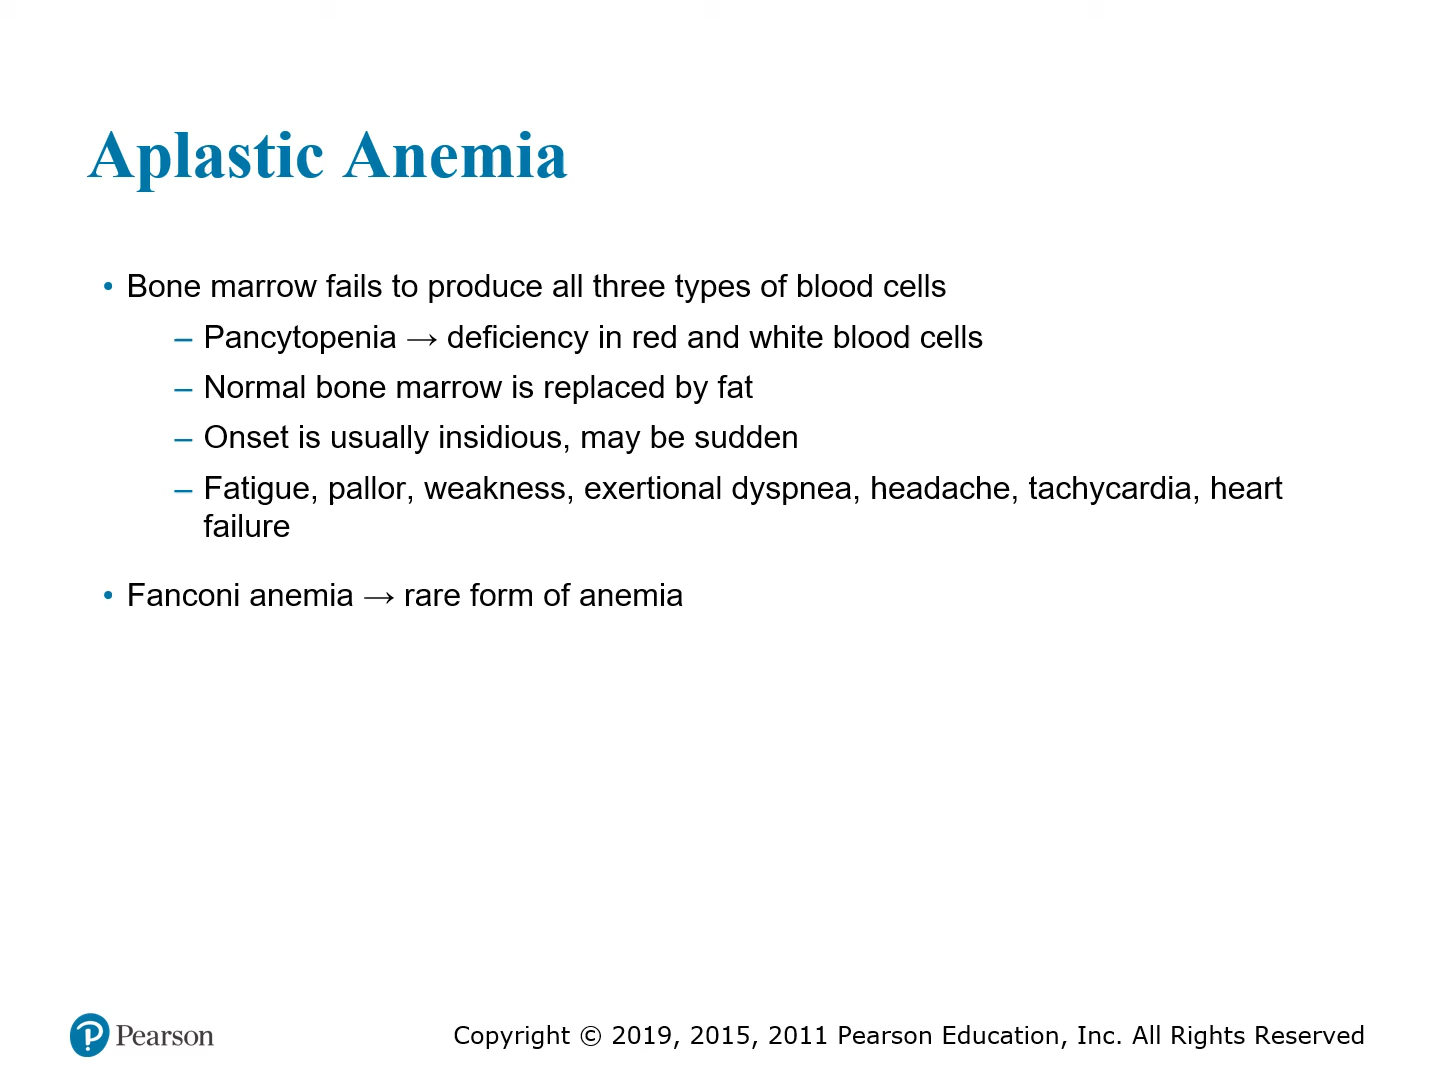 Aplastic Anemia
• Bone marrow fails to produce all three types of blood cells
– Pancytopenia → deficiency in red and white blood cells
– Normal bone marrow is replaced by fat
– Onset is usually insidious, may be sudden
– Fatigue, pallor, weakness, exertional dyspnea, headache, tachycardia, heart
failure
• Fanconi anemia → rare form of anemia
Pearson
Copyright © 2019, 2015, 2011 Pearson Education, Inc. All Rights Reserved